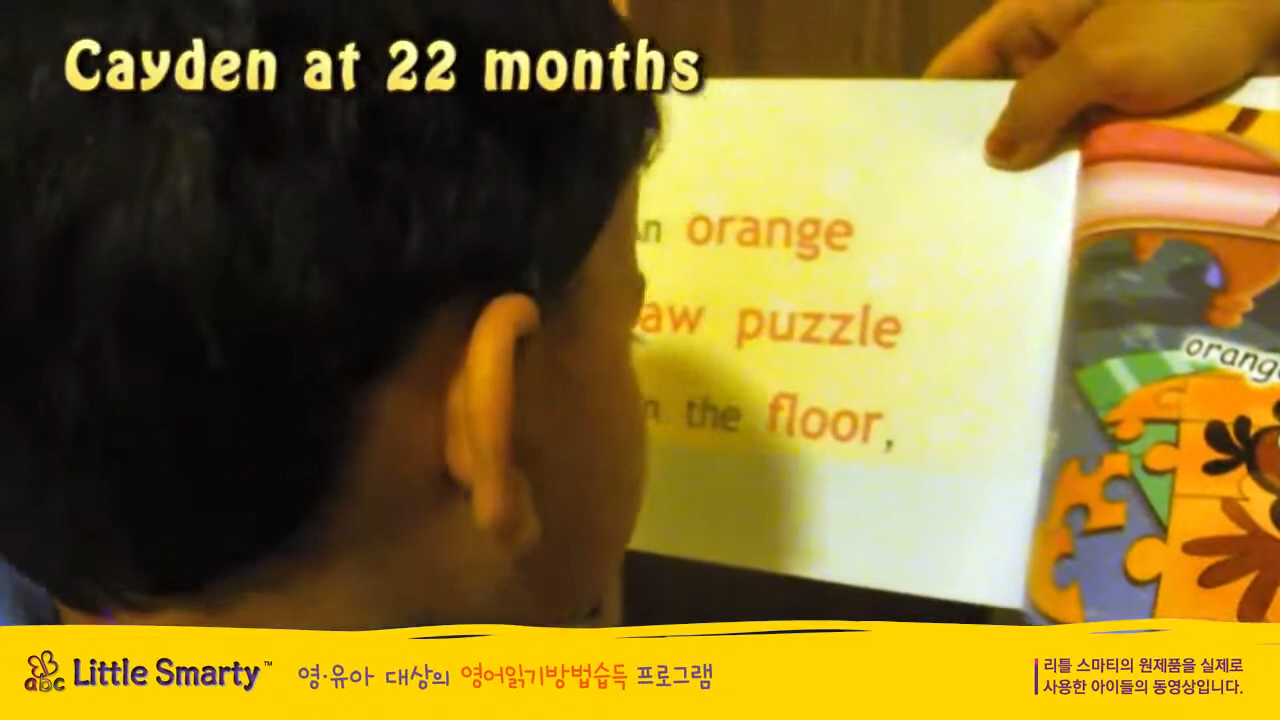 Cayden at 22 months
orange
puzzle
the floor,
abc Little Smarty™
영·유아 대상의 영어읽기방법습득 프로그램
리틀 스마티의 원제품을 실제로
사용한 아이들의 동영상입니다.